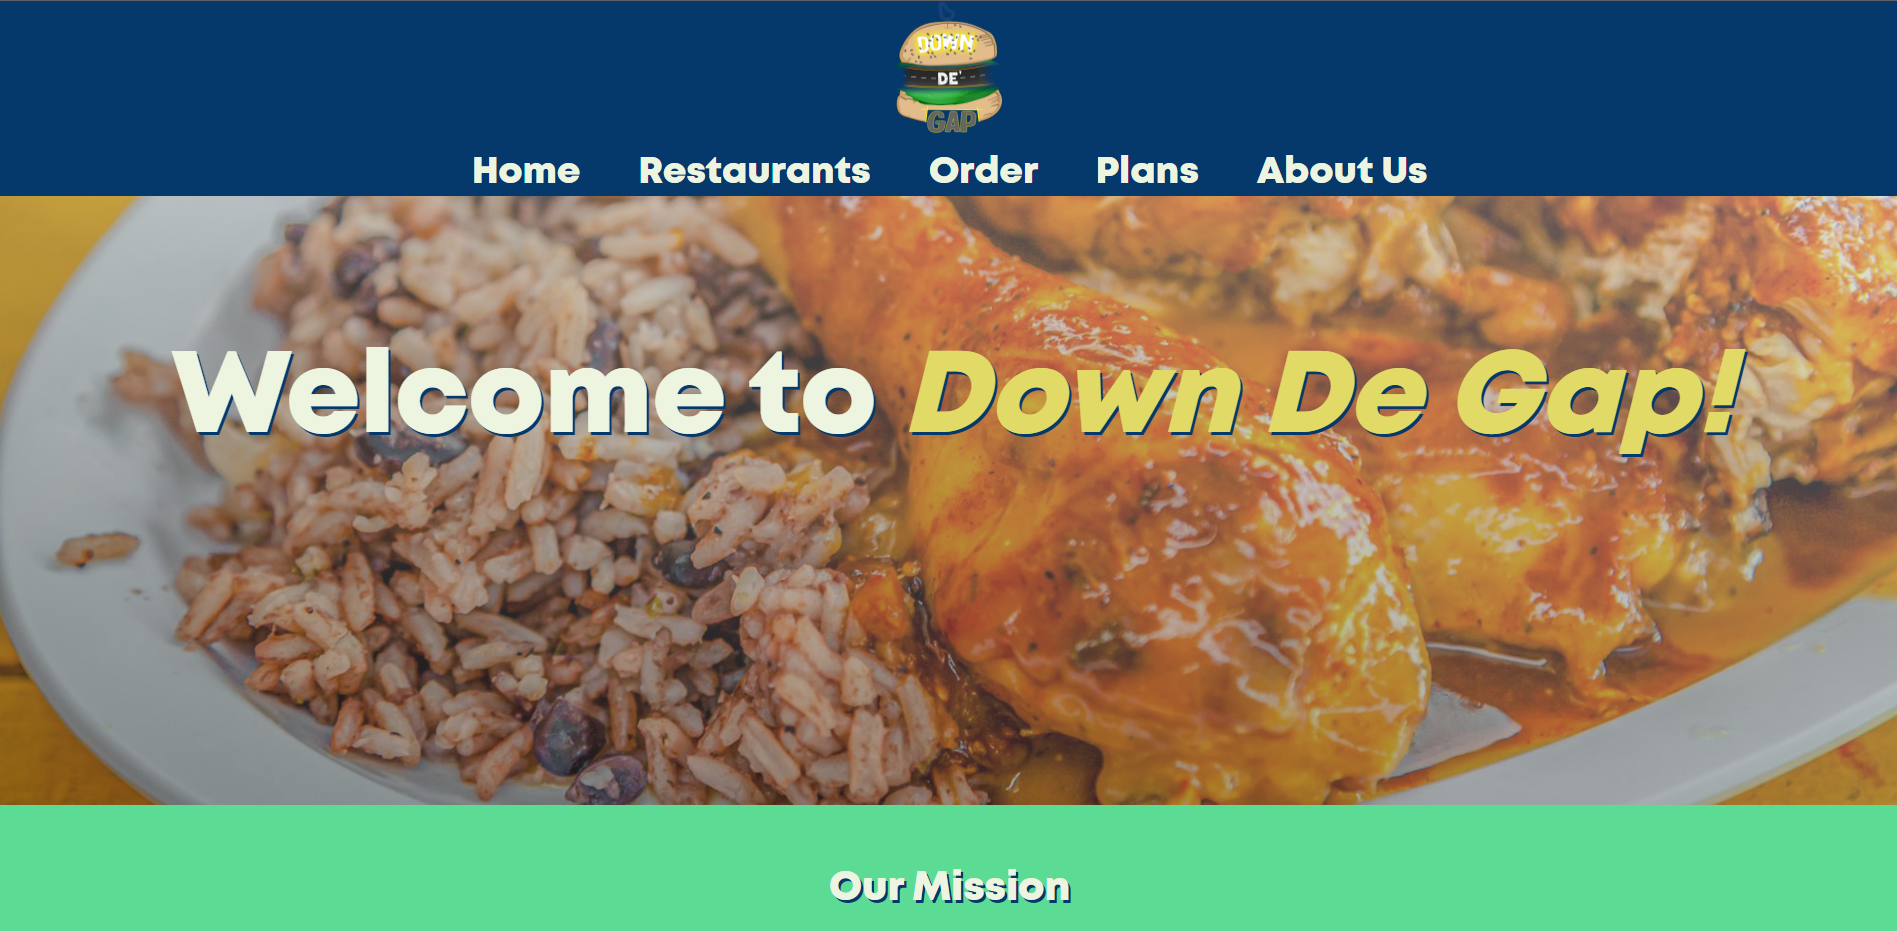 DOWN
DE'
GAP
Home Restaurants Order Plans About Us
Welcome to Down De Gap!
Our Mission